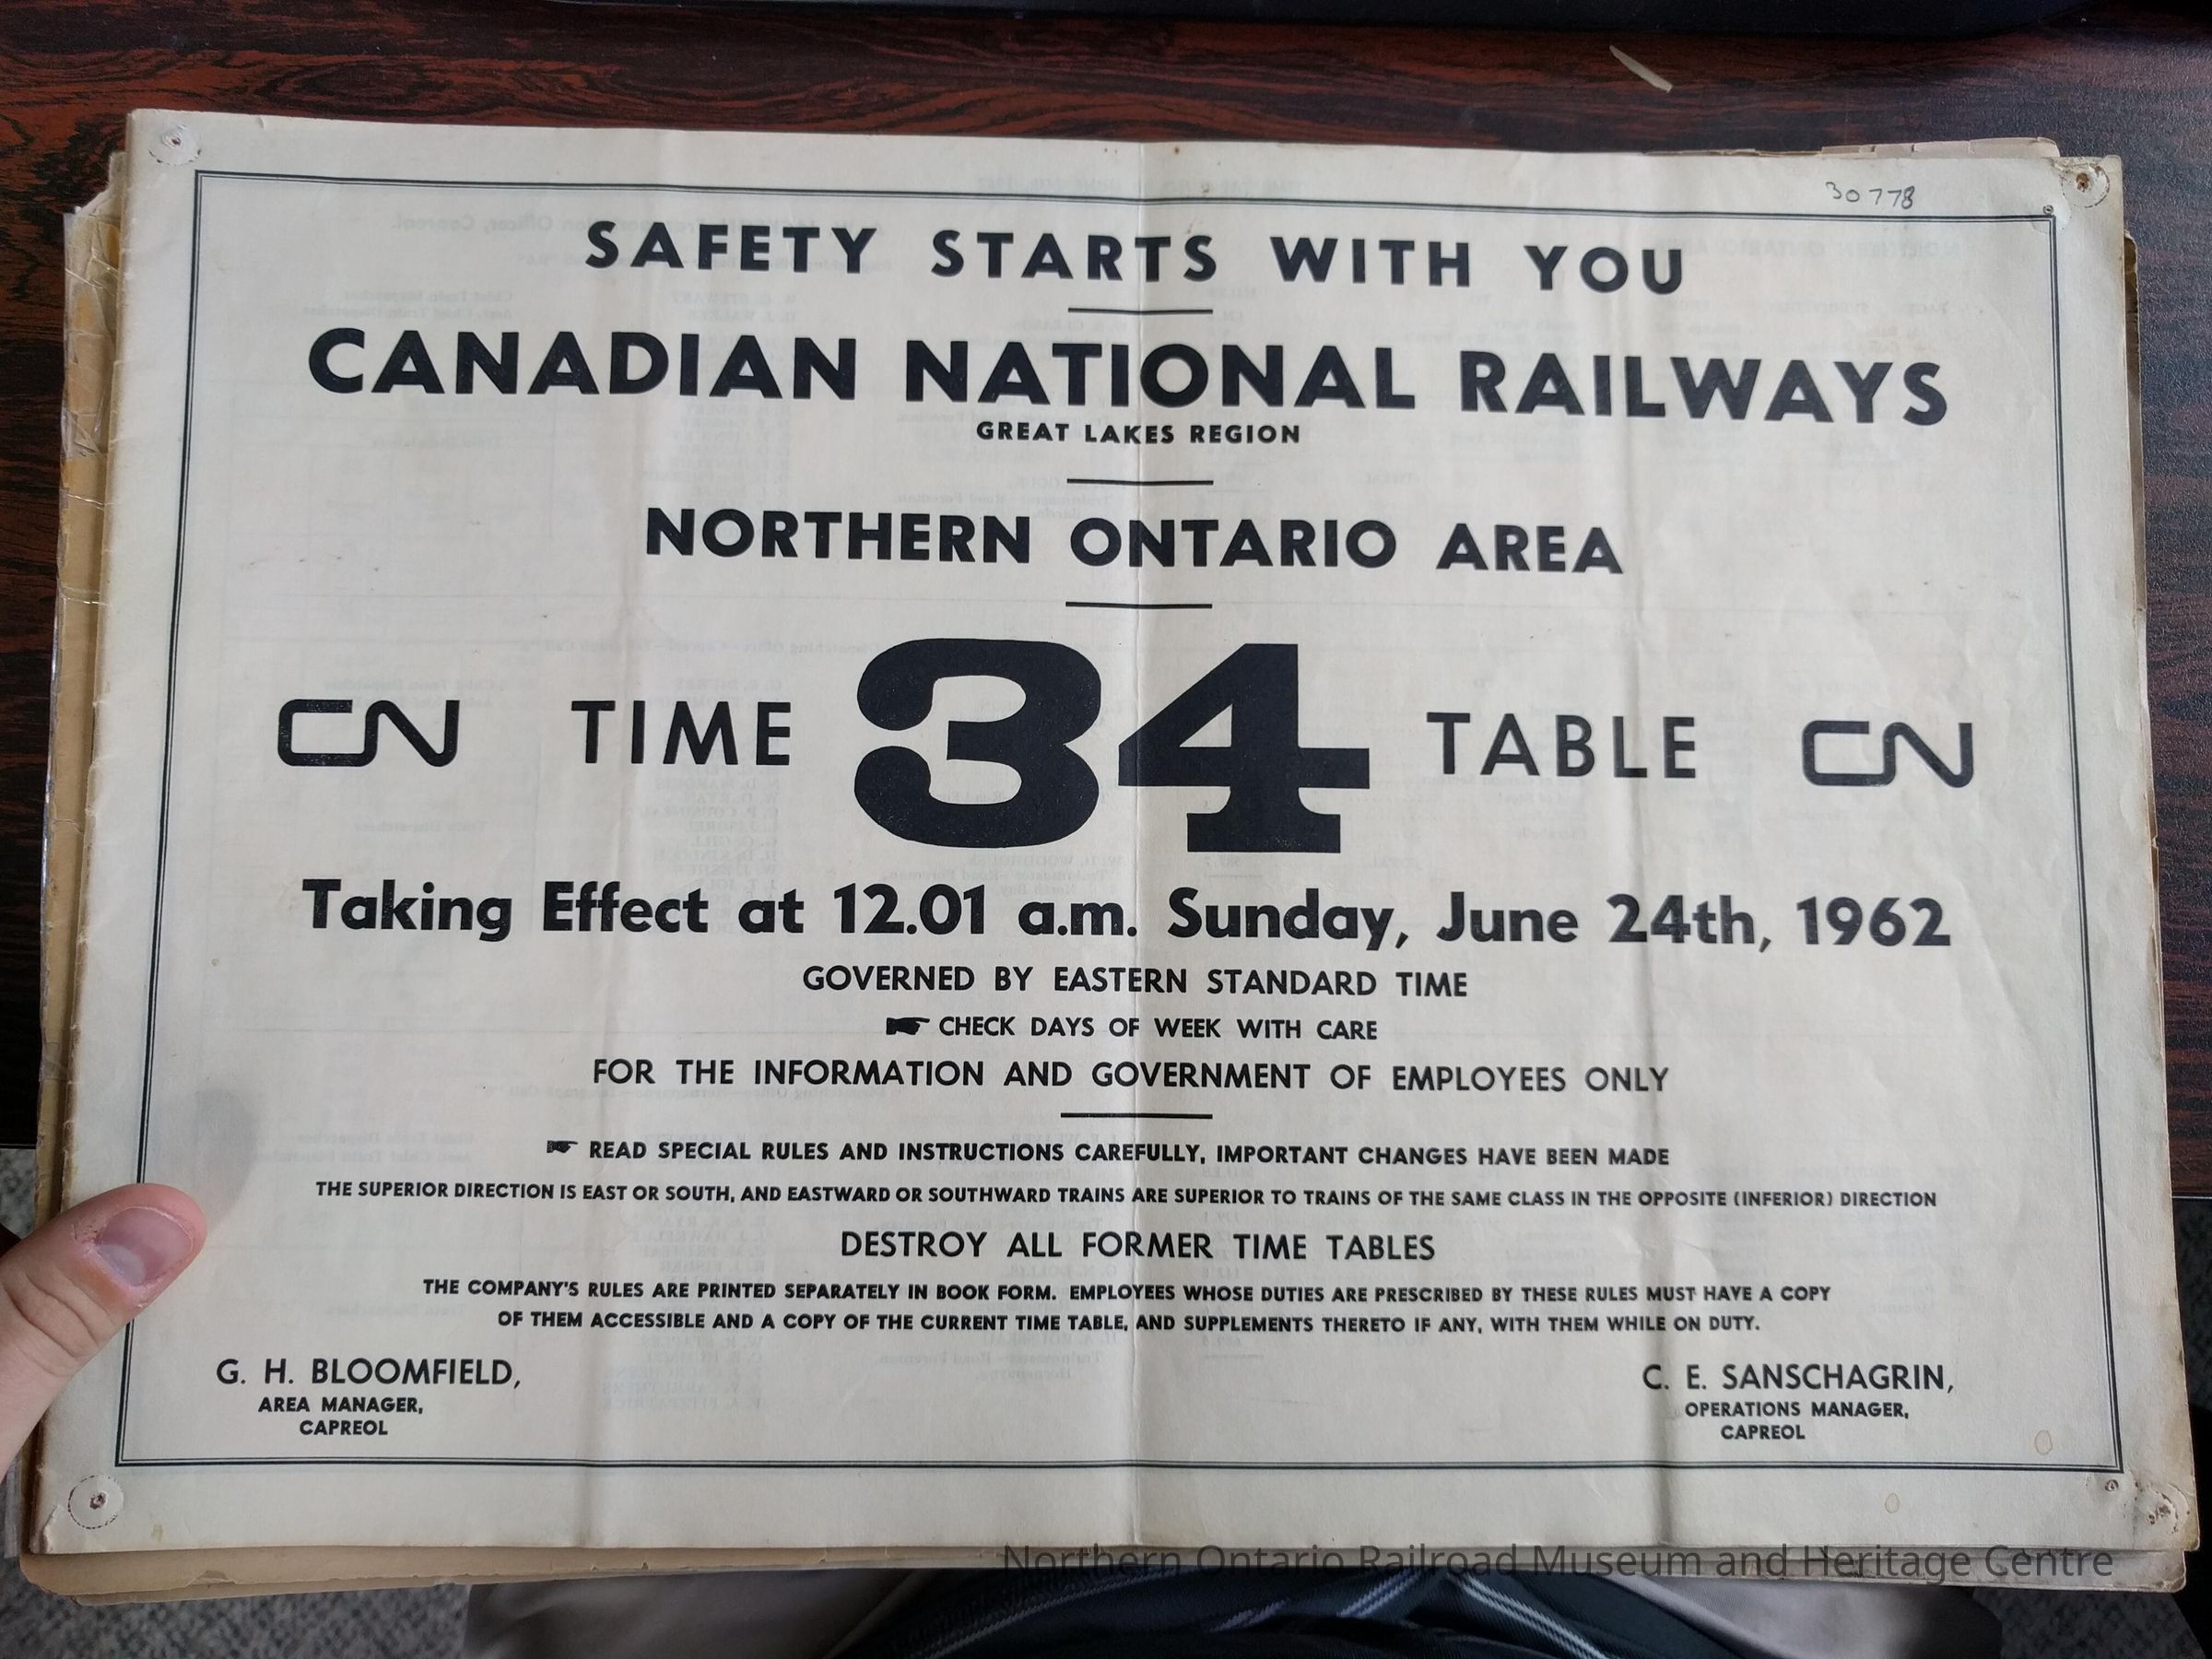 30778
SAFETY STARTS WITH YOU
CANADIAN NATIONAL RAILWAYS
GREAT LAKES REGION
NORTHERN ONTARIO AREA
CN TIME 34 TABLE CN
Taking Effect at 12.01 a.m. Sunday, June 24th, 1962
GOVERNED BY EASTERN STANDARD TIME
☛ CHECK DAYS OF WEEK WITH CARE
FOR THE INFORMATION AND GOVERNMENT OF EMPLOYEES ONLY
☛ READ SPECIAL RULES AND INSTRUCTIONS CAREFULLY, IMPORTANT CHANGES HAVE BEEN MADE
THE SUPERIOR DIRECTION IS EAST OR SOUTH, AND EASTWARD OR SOUTHWARD TRAINS ARE SUPERIOR TO TRAINS OF THE SAME CLASS IN THE OPPOSITE (INFERIOR) DIRECTION
DESTROY ALL FORMER TIME TABLES
THE COMPANY'S RULES ARE PRINTED SEPARATELY IN BOOK FORM. EMPLOYEES WHOSE DUTIES ARE PRESCRIBED BY THESE RULES MUST HAVE A COPY
OF THEM ACCESSIBLE AND A COPY OF THE CURRENT TIME TABLE, AND SUPPLEMENTS THERETO IF ANY, WITH THEM WHILE ON DUTY.
G. H. BLOOMFIELD,
AREA MANAGER,
CAPREOL
C. E. SANSCHAGRIN,
OPERATIONS MANAGER,
CAPREOL
Northern Ontario Railroad Museum and Heritage Centre